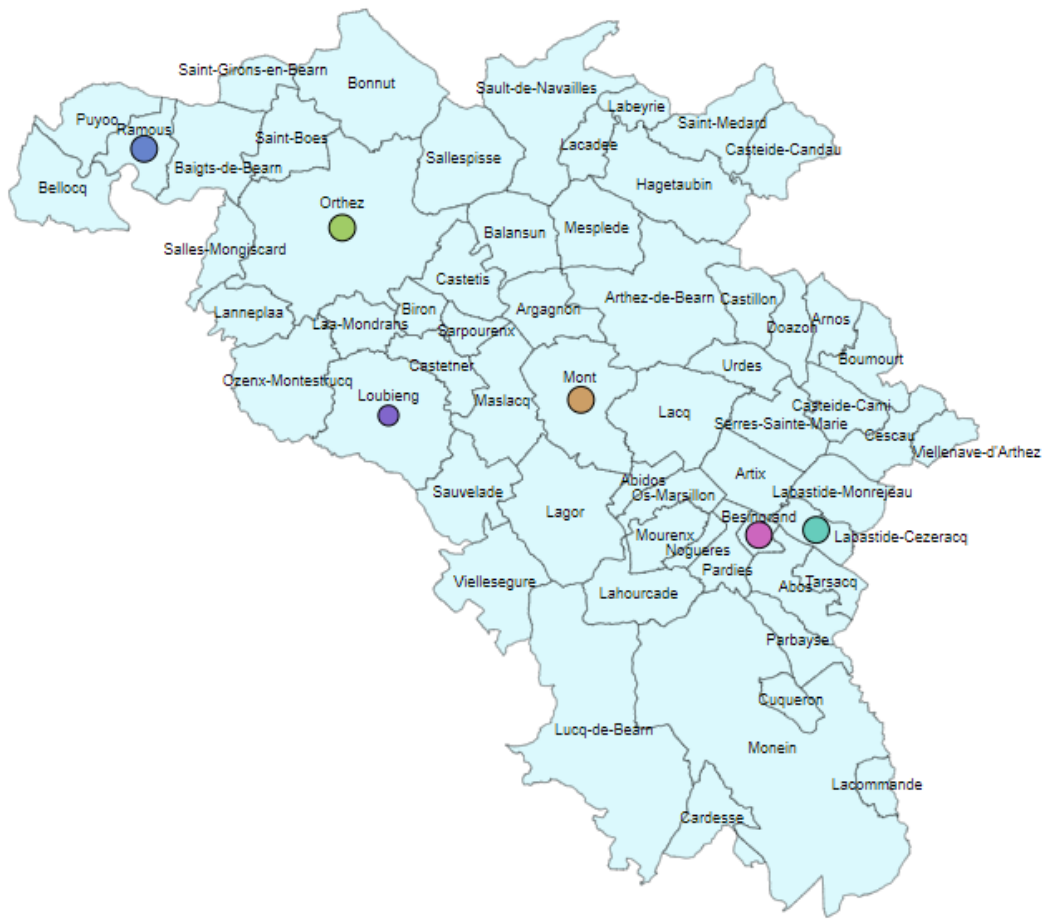 Saint-Girons-en-Bearn
Bonnut
Sault-de-Navailles
Labeyrie
Puyoo
Ramous
Saint-Boes
Saint-Medard
Lacadee
Casteide-Candau
Sallespisse
Baigts-de-Bearn
Bellocq
Hagetaubin
Orthez
Balansun
Mesplede
Salles-Mongiscard
Castetis
Arthez-de-Bearn
Castillon
Lanneplaa
Biron
Argagnon
Laa-Mondrans
Sarpourenx
Doazon
Arnos
Boumourt
Castetner
Urdes
Ozenx-Montestrucq
Mont
Loubieng
Maslacq
Lacq
Casteide-Cami
Serres-Sainte-Marie
Cescau
Viellenave-d'Arthez
Artix
Abidos
Sauvelade
Os-Marsillon
Labastide-Monrejeau
Lagor
Besingrand
Mourenx
Labastide-Cezeracq
Nogueres
Pardies
Viellesegure
Abos
Tarsacq
Lahourcade
Parbayse
Cuqueron
Lucq-de-Bearn
Monein
Lacommande
Cardesse